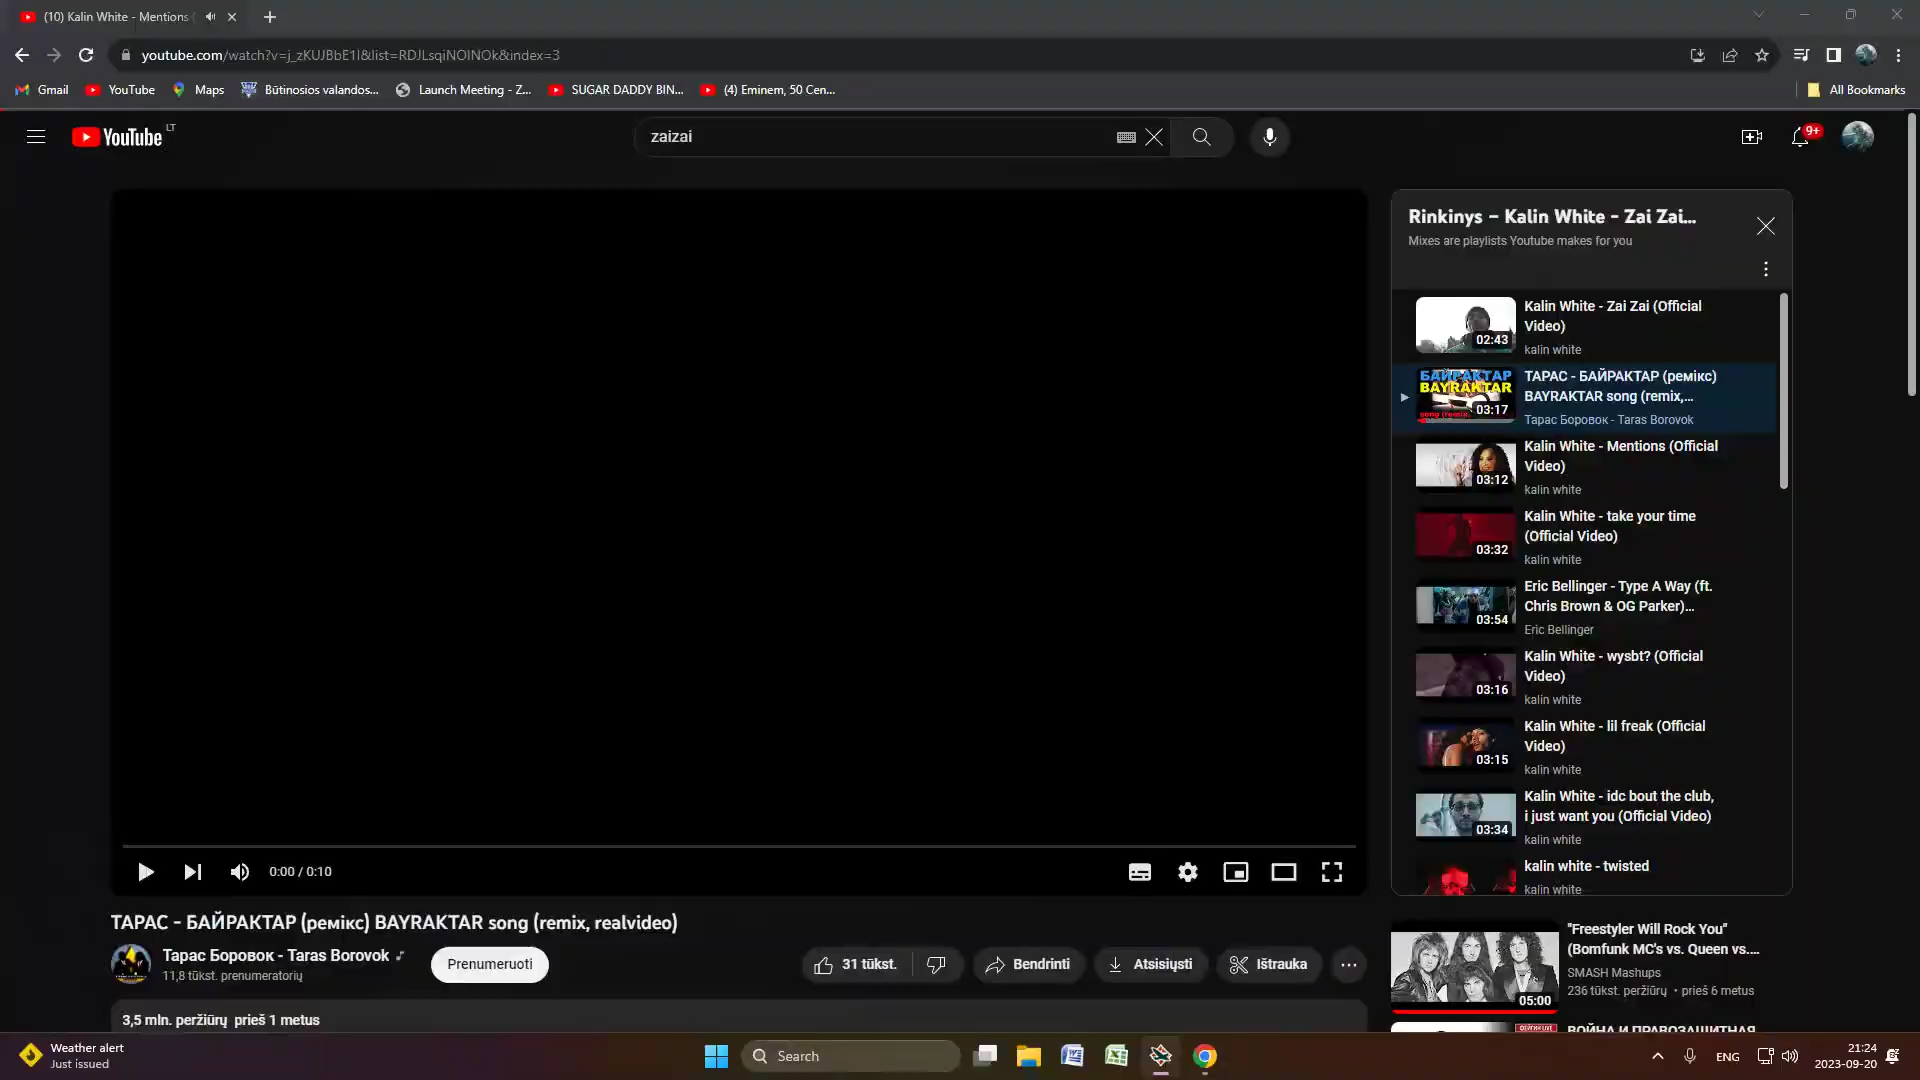 (10) Kalin White - Mentions
youtube.com/watch?v=j_zKUJBbE1I&list=RDJLsqiNOINOk&index=3
Gmail
YouTube
Maps
Būtinosios valandos...
Launch Meeting - Z...
SUGAR DADDY BIN...
(4) Eminem, 50 Cen...
All Bookmarks
YouTube LT
zaizai
9+
Rinkinys – Kalin White - Zai Zai...
Mixes are playlists Youtube makes for you
Kalin White - Zai Zai (Official
Video)
02:43
kalin white
БАЙРАКТАР
BAYRAKTAR
03:17
ТАРАС - БАЙРАКТАР (ремікс)
BAYRAKTAR song (remix,...
Тарас Боровок - Taras Borovok
Kalin White - Mentions (Official
Video)
03:12
kalin white
Kalin White - take your time
(Official Video)
03:32
kalin white
Eric Bellinger - Type A Way (ft.
Chris Brown & OG Parker)...
03:54
Eric Bellinger
Kalin White - wysbt? (Official
Video)
03:16
kalin white
Kalin White - lil freak (Official
Video)
03:15
kalin white
Kalin White - idc bout the club,
i just want you (Official Video)
03:34
kalin white
kalin white - twisted
kalin white
0:00 / 0:10
ТАРАС - БАЙРАКТАР (ремікс) BAYRAKTAR song (remix, realvideo)
Тарас Боровок - Taras Borovok
11,8 tūkst. prenumeratorių
Prenumeruoti
31 tūkst.
Bendrinti
Atsisiųsti
Ištrauka
3,5 mln. peržiūrų prieš 1 metus
"Freestyler Will Rock You"
(Bomfunk MC's vs. Queen vs....
SMASH Mashups
236 tūkst. peržiūrų • prieš 6 metus
05:00
ВОЙНА И ПРАВОЗАЩИТНАЯ
Weather alert
Just issued
Search
ENG
21:24
2023-09-20